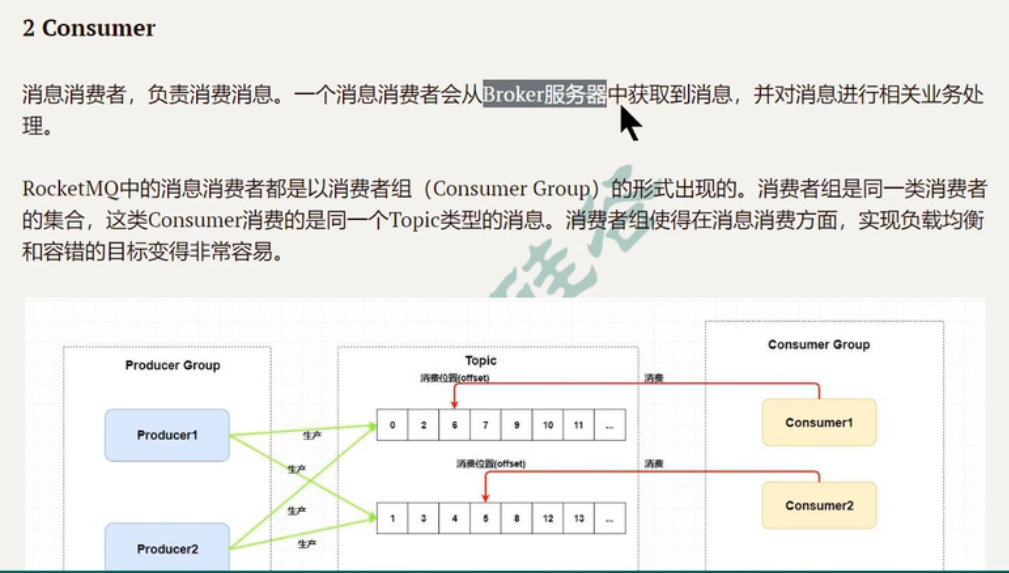 2 Consumer
消息消费者，负责消费消息。一个消息消费者会从Broker服务器中获取到消息，并对消息进行相关业务处
理。
RocketMQ中的消息消费者都是以消费者组（Consumer Group）的形式出现的。消费者组是同一类消费者
的集合，这类Consumer消费的是同一个Topic类型的消息。消费者组使得在消息消费方面，实现负载均衡
和容错的目标变得非常容易。
硅谷
Producer Group
Topic
Consumer Group
消费位置(offset)
消费
Producer1
生产
0 2 6 7 9 10 11 ...
Consumer1
生产
消费位置(offset)
消费
生产
1 3 4 5 8 12 13 ...
Consumer2
生产
Producer2